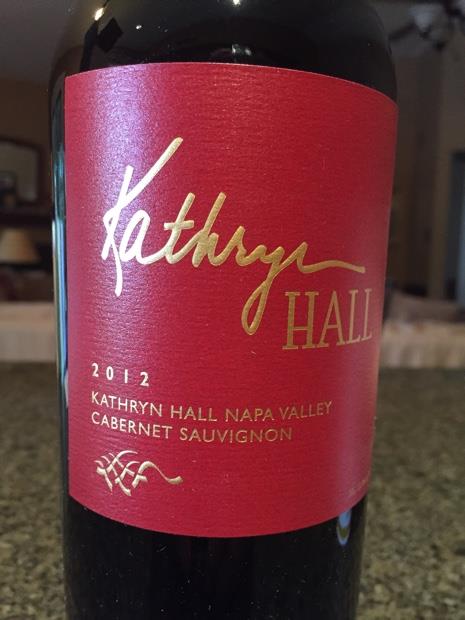 Kathryn
HALL
2012
KATHRYN HALL NAPA VALLEY
CABERNET SAUVIGNON